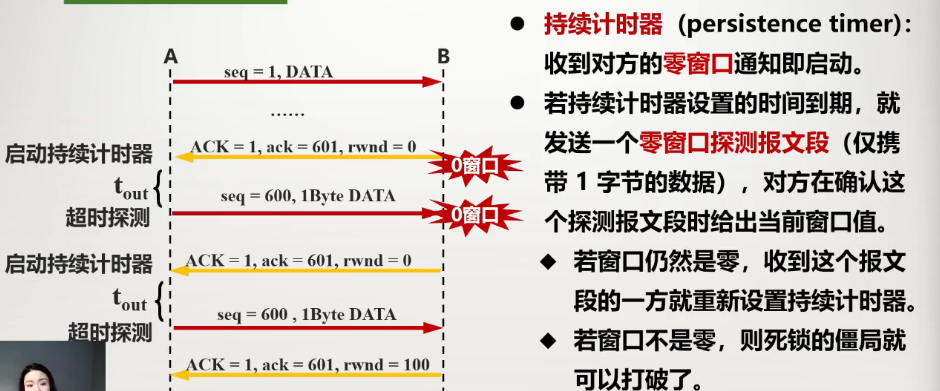 A
B
seq = 1, DATA
……
启动持续计时器
ACK = 1, ack = 601, rwnd = 0
0窗口
tout
seq = 600, 1Byte DATA
0窗口
超时探测
启动持续计时器
ACK = 1, ack = 601, rwnd = 0
tout
seq = 600 , 1Byte DATA
超时探测
ACK = 1, ack = 601, rwnd = 100
● 持续计时器（persistence timer）：
收到对方的零窗口通知即启动。
● 若持续计时器设置的时间到期，就
发送一个零窗口探测报文段（仅携
带 1 字节的数据），对方在确认这
个探测报文段时给出当前窗口值。
◆ 若窗口仍然是零，收到这个报文
段的一方就重新设置持续计时器。
◆ 若窗口不是零，则死锁的僵局就
可以打破了。